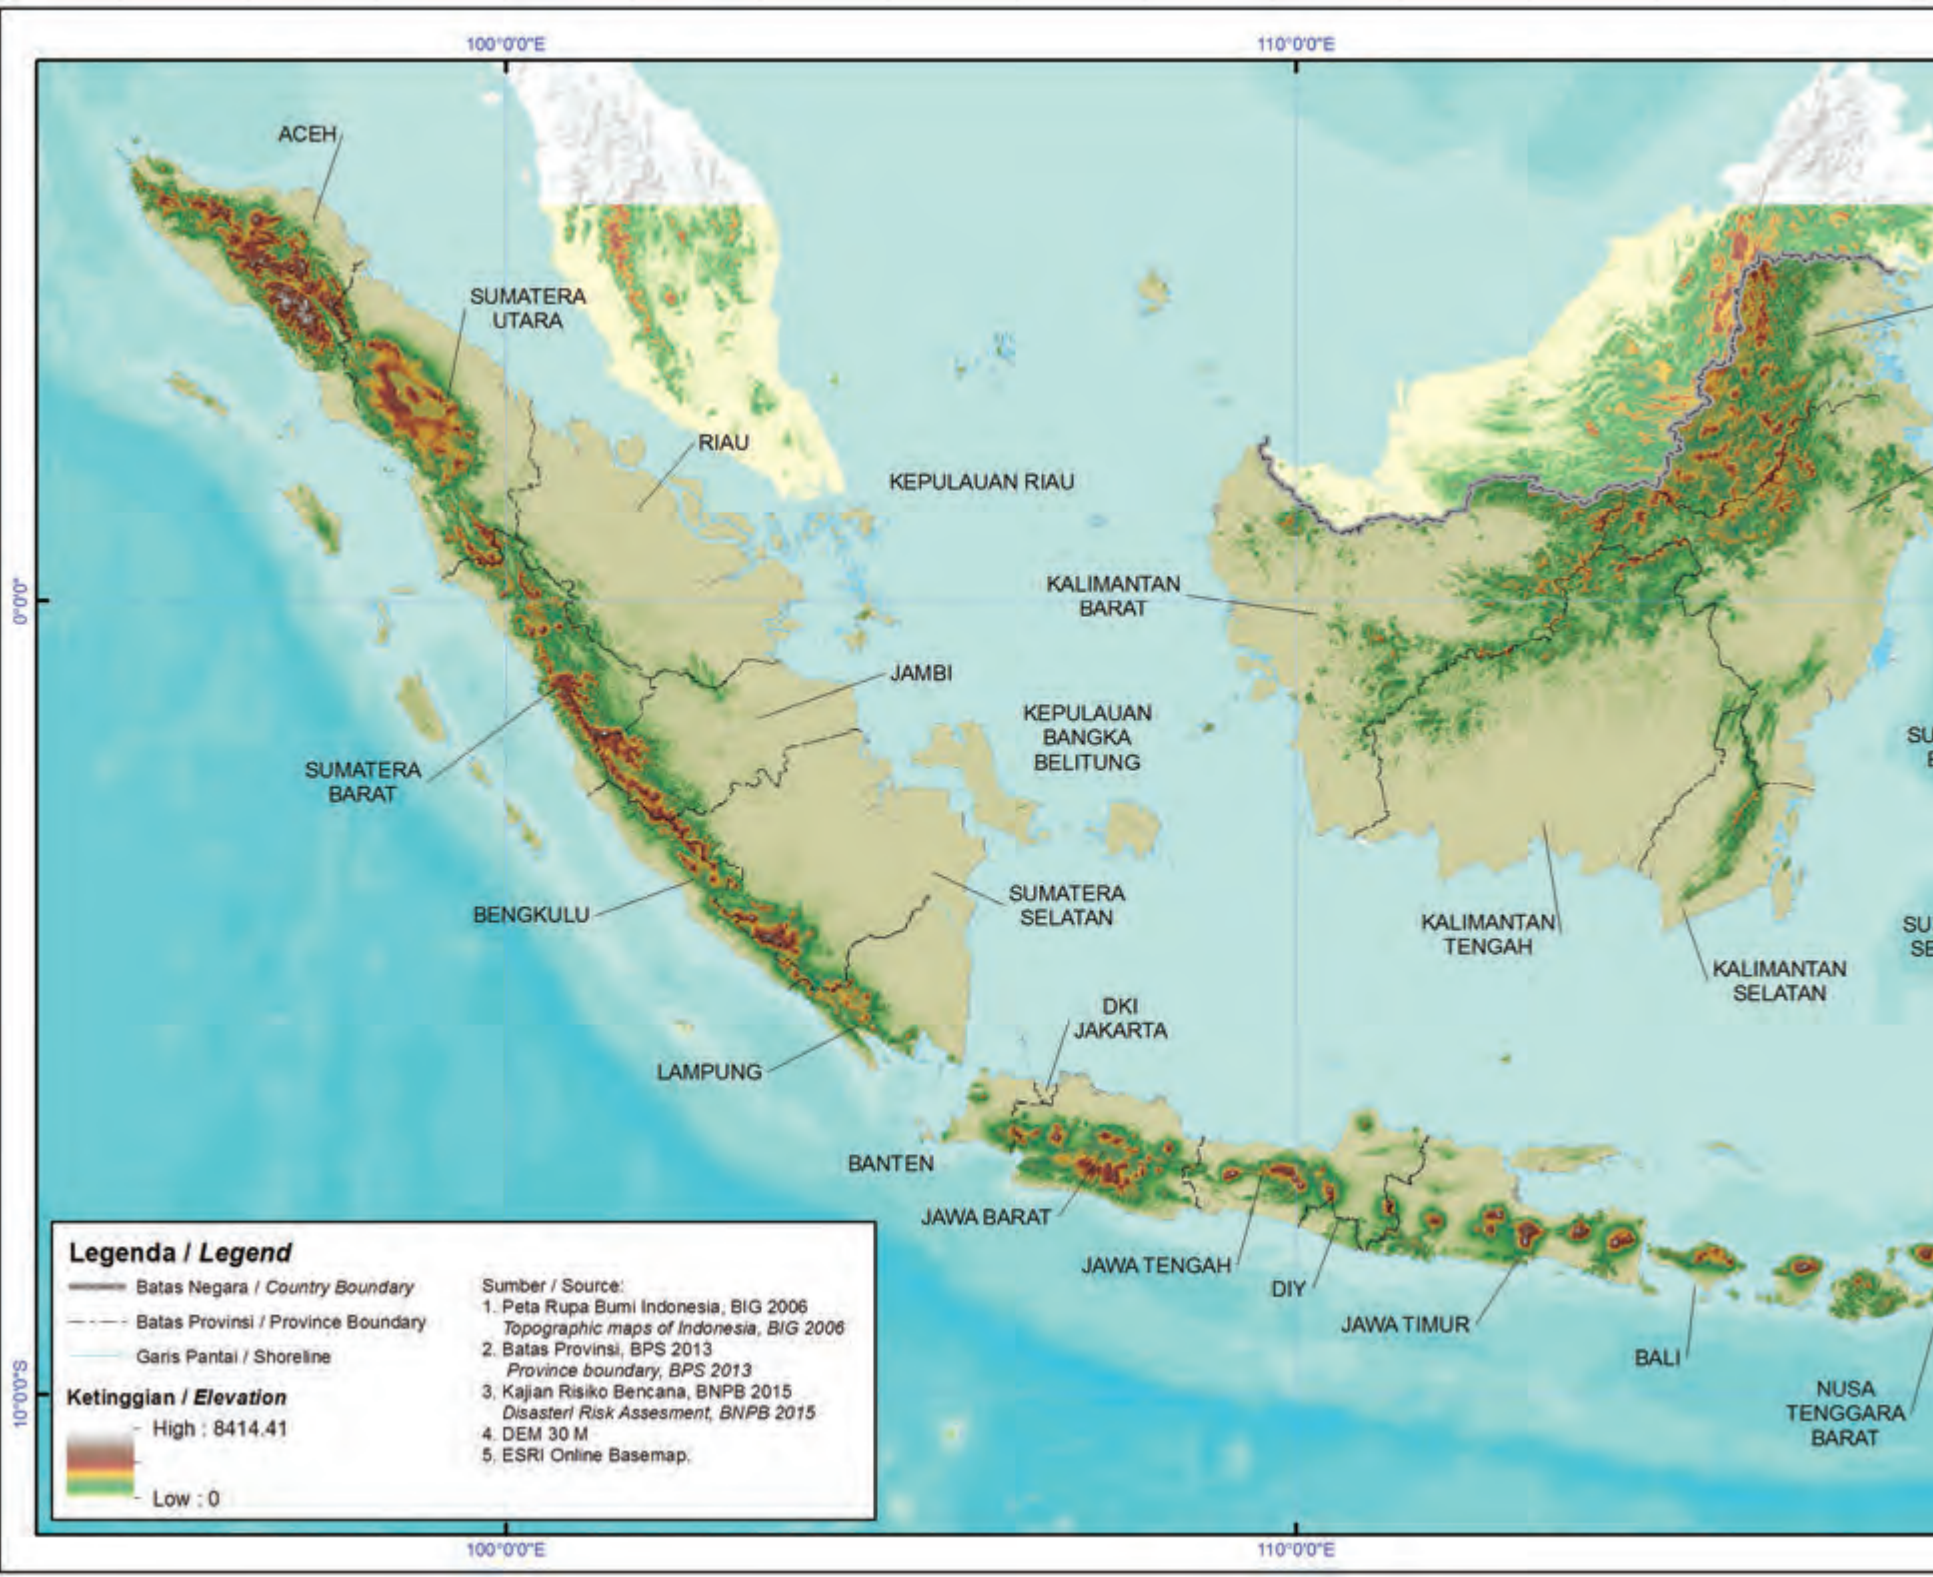 100°0'0"E
110°0'0"E
ACEH
SUMATERA
UTARA
RIAU
KEPULAUAN RIAU
0°0'0"
KALIMANTAN
BARAT
JAMBI
KEPULAUAN
BANGKA
BELITUNG
SUMATERA
BARAT
SUMATERA
SELATAN
BENGKULU
KALIMANTAN
TENGAH
KALIMANTAN
SELATAN
DKI
JAKARTA
LAMPUNG
BANTEN
JAWA BARAT
JAWA TENGAH
DIY
JAWA TIMUR
BALI
NUSA
TENGGARA
BARAT
10°0'0"S
Legenda / Legend
Batas Negara / Country Boundary
Batas Provinsi / Province Boundary
Garis Pantai / Shoreline
Ketinggian / Elevation
High : 8414.41
Low : 0
Sumber / Source:
1. Peta Rupa Bumi Indonesia, BIG 2006
Topographic maps of Indonesia, BIG 2006
2. Batas Provinsi, BPS 2013
Province boundary, BPS 2013
3. Kajian Risiko Bencana, BNPB 2015
Disasterl Risk Assesment, BNPB 2015
4. DEM 30 M
5. ESRI Online Basemap.
100°0'0"E
110°0'0"E